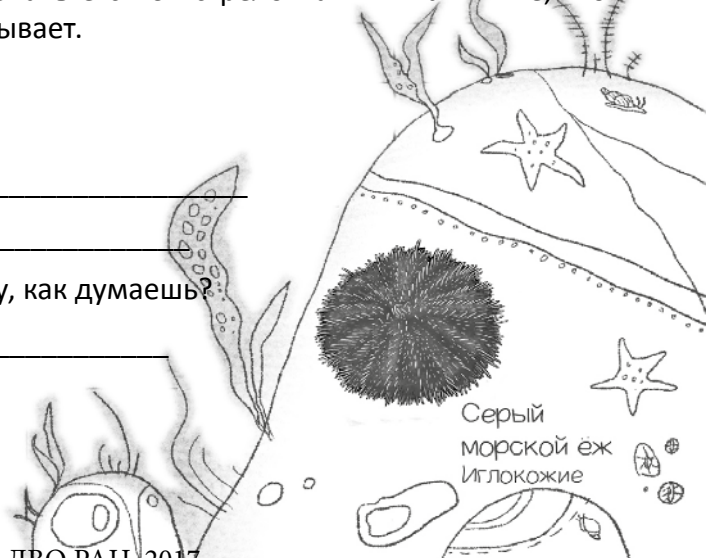 ывает.
у, как думаешь?
Серый
морской ёж
Иглокожие
ДВО РАН, 2017